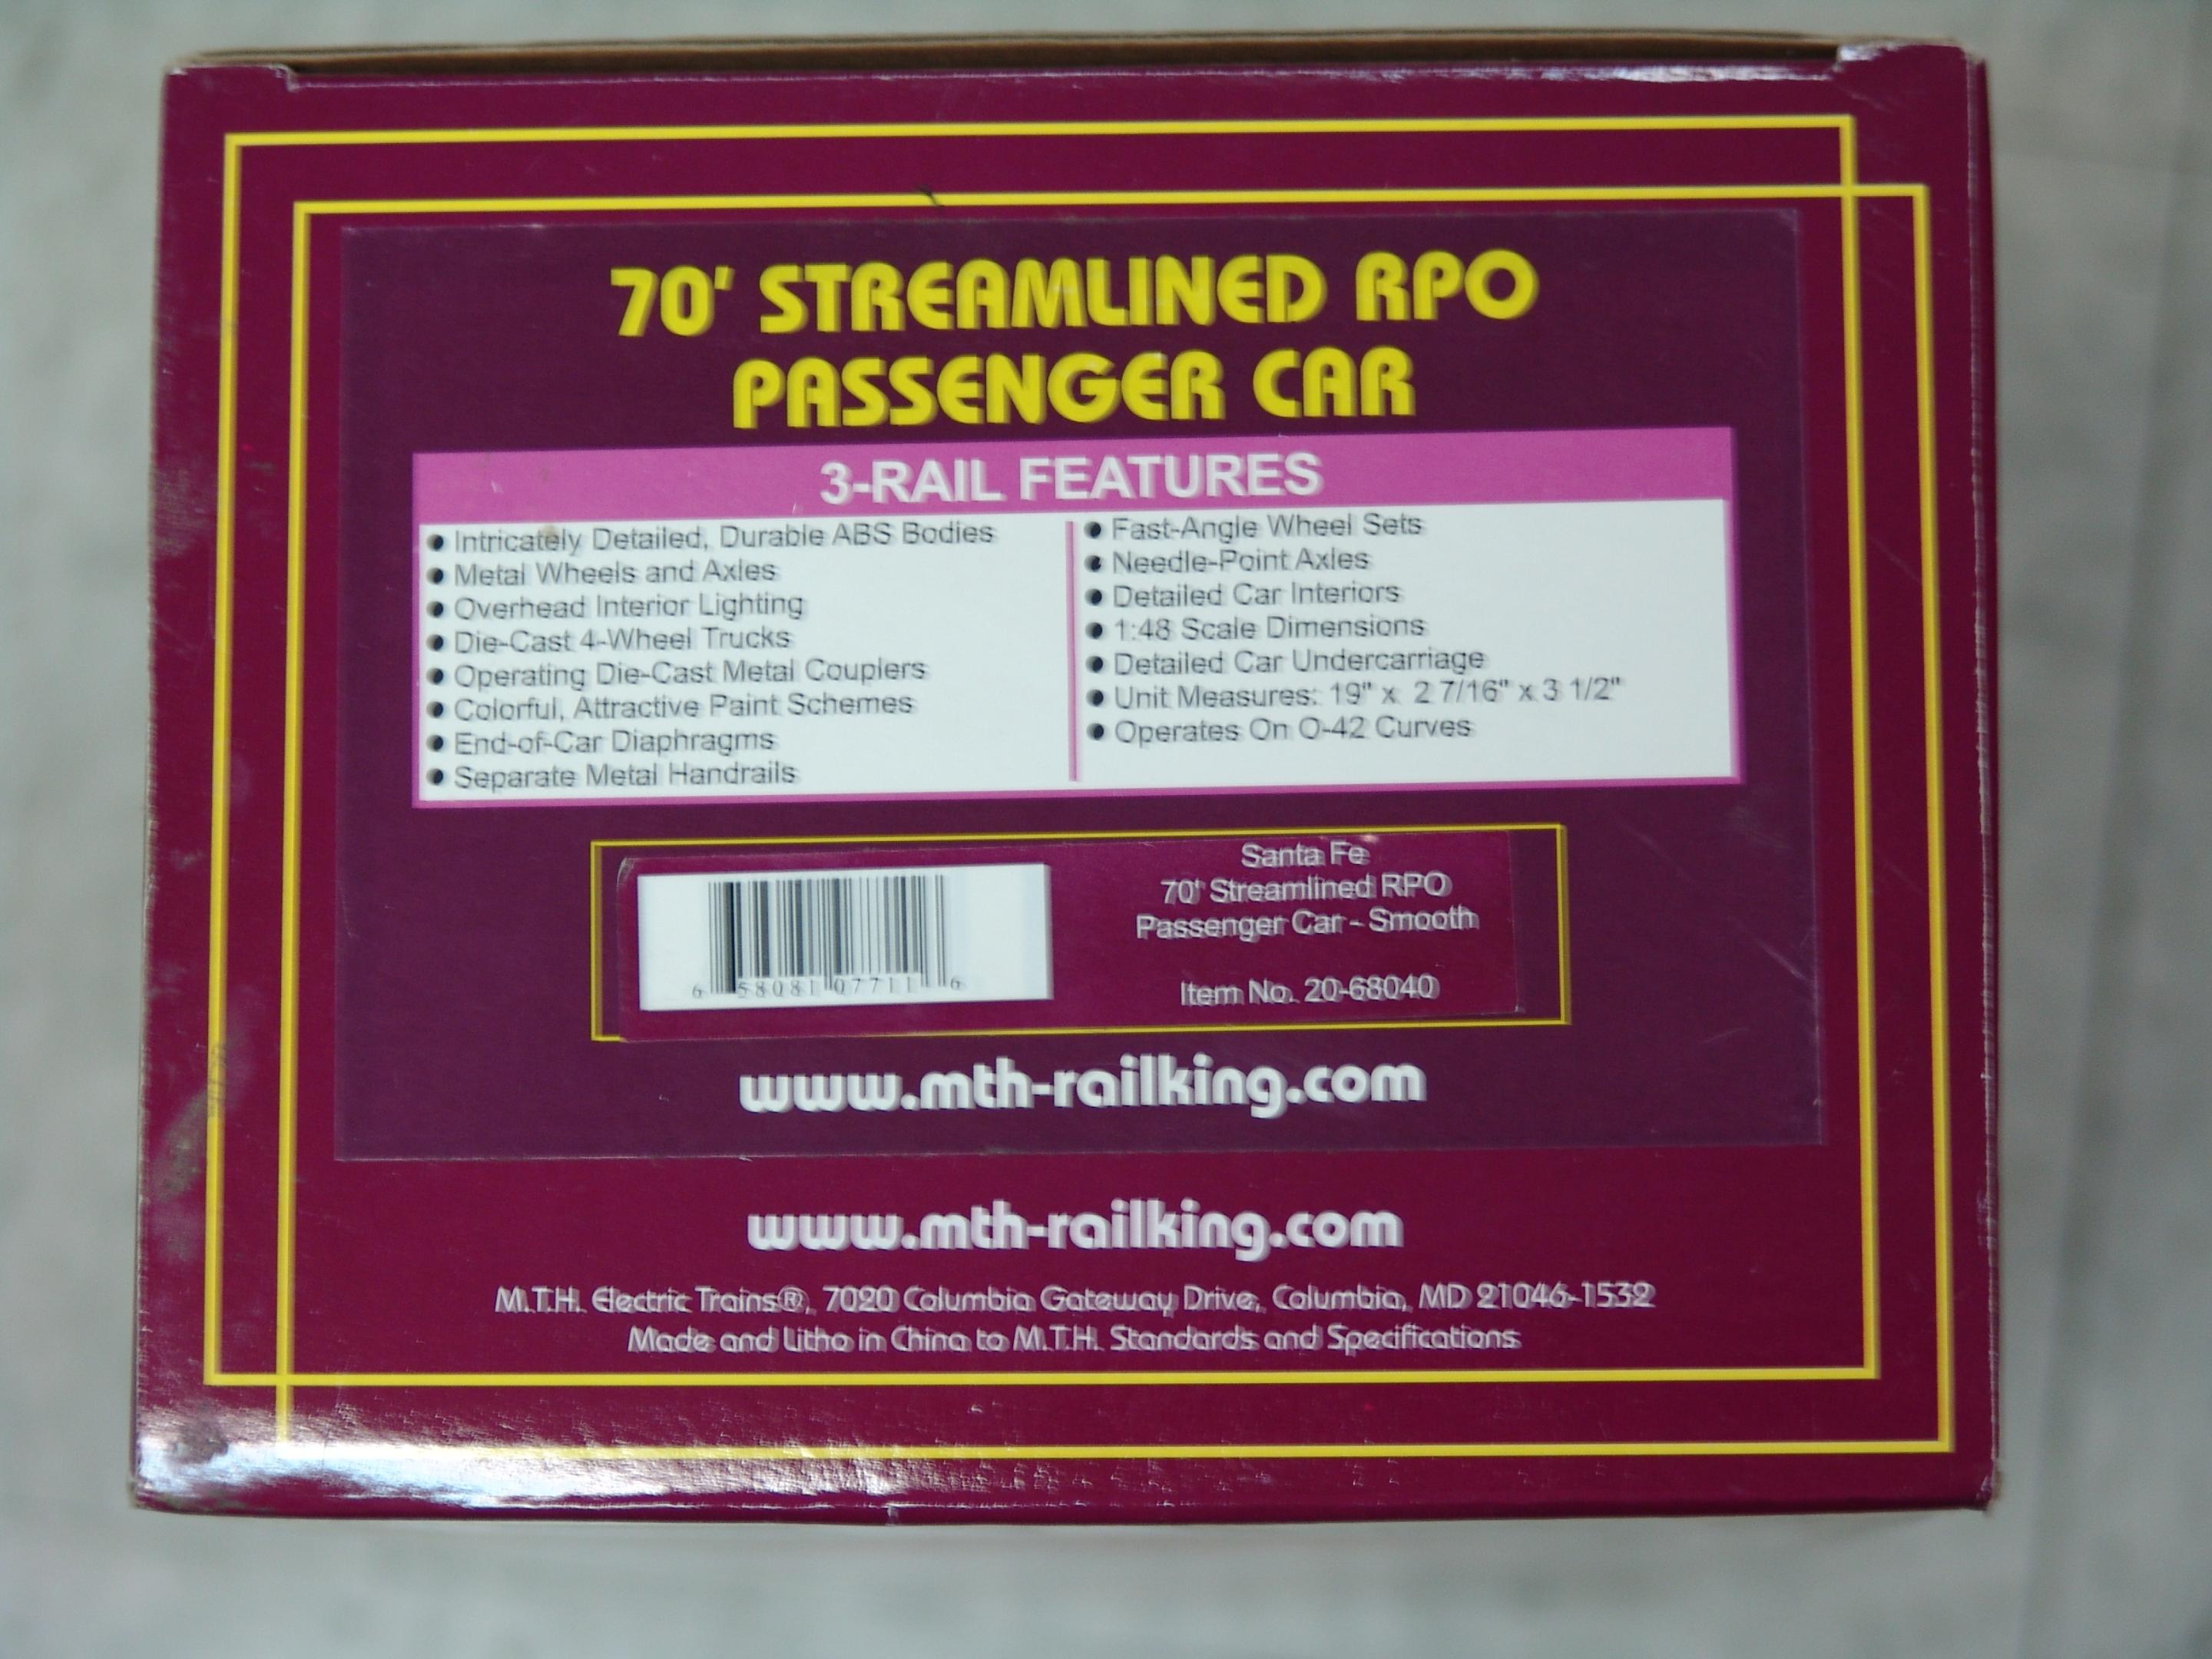 70' STREAMLINED RPO
PASSENGER CAR
3-RAIL FEATURES
● Intricately Detailed, Durable ABS Bodies
● Metal Wheels and Axles
● Overhead Interior Lighting
● Die-Cast 4-Wheel Trucks
● Operating Die-Cast Metal Couplers
● Colorful, Attractive Paint Schemes
● End-of-Car Diaphragms
● Separate Metal Handrails
● Fast-Angle Wheel Sets
● Needle-Point Axles
● Detailed Car Interiors
● 1:48 Scale Dimensions
● Detailed Car Undercarriage
● Unit Measures: 19" x 2 7/16" x 3 1/2"
● Operates On O-42 Curves
6 58081 07711 6
Santa Fe
70' Streamlined RPO
Passenger Car - Smooth
Item No. 20-68040
www.mth-railking.com
www.mth-railking.com
M.T.H. Electric Trains®, 7020 Columbia Gateway Drive, Columbia, MD 21046-1532
Made and Litho in China to M.T.H. Standards and Specifications